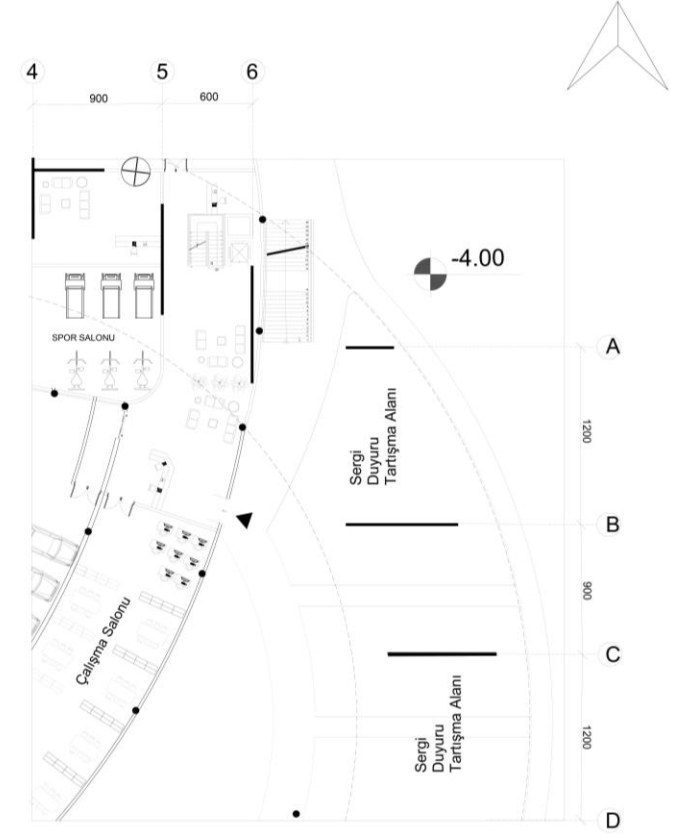 4
5
6
900
600
-4.00
A
SPOR SALONU
1200
Sergi
Duyuru
Tartışma Alanı
B
900
Çalışma Salonu
C
Sergi
Duyuru
Tartışma Alanı
1200
D